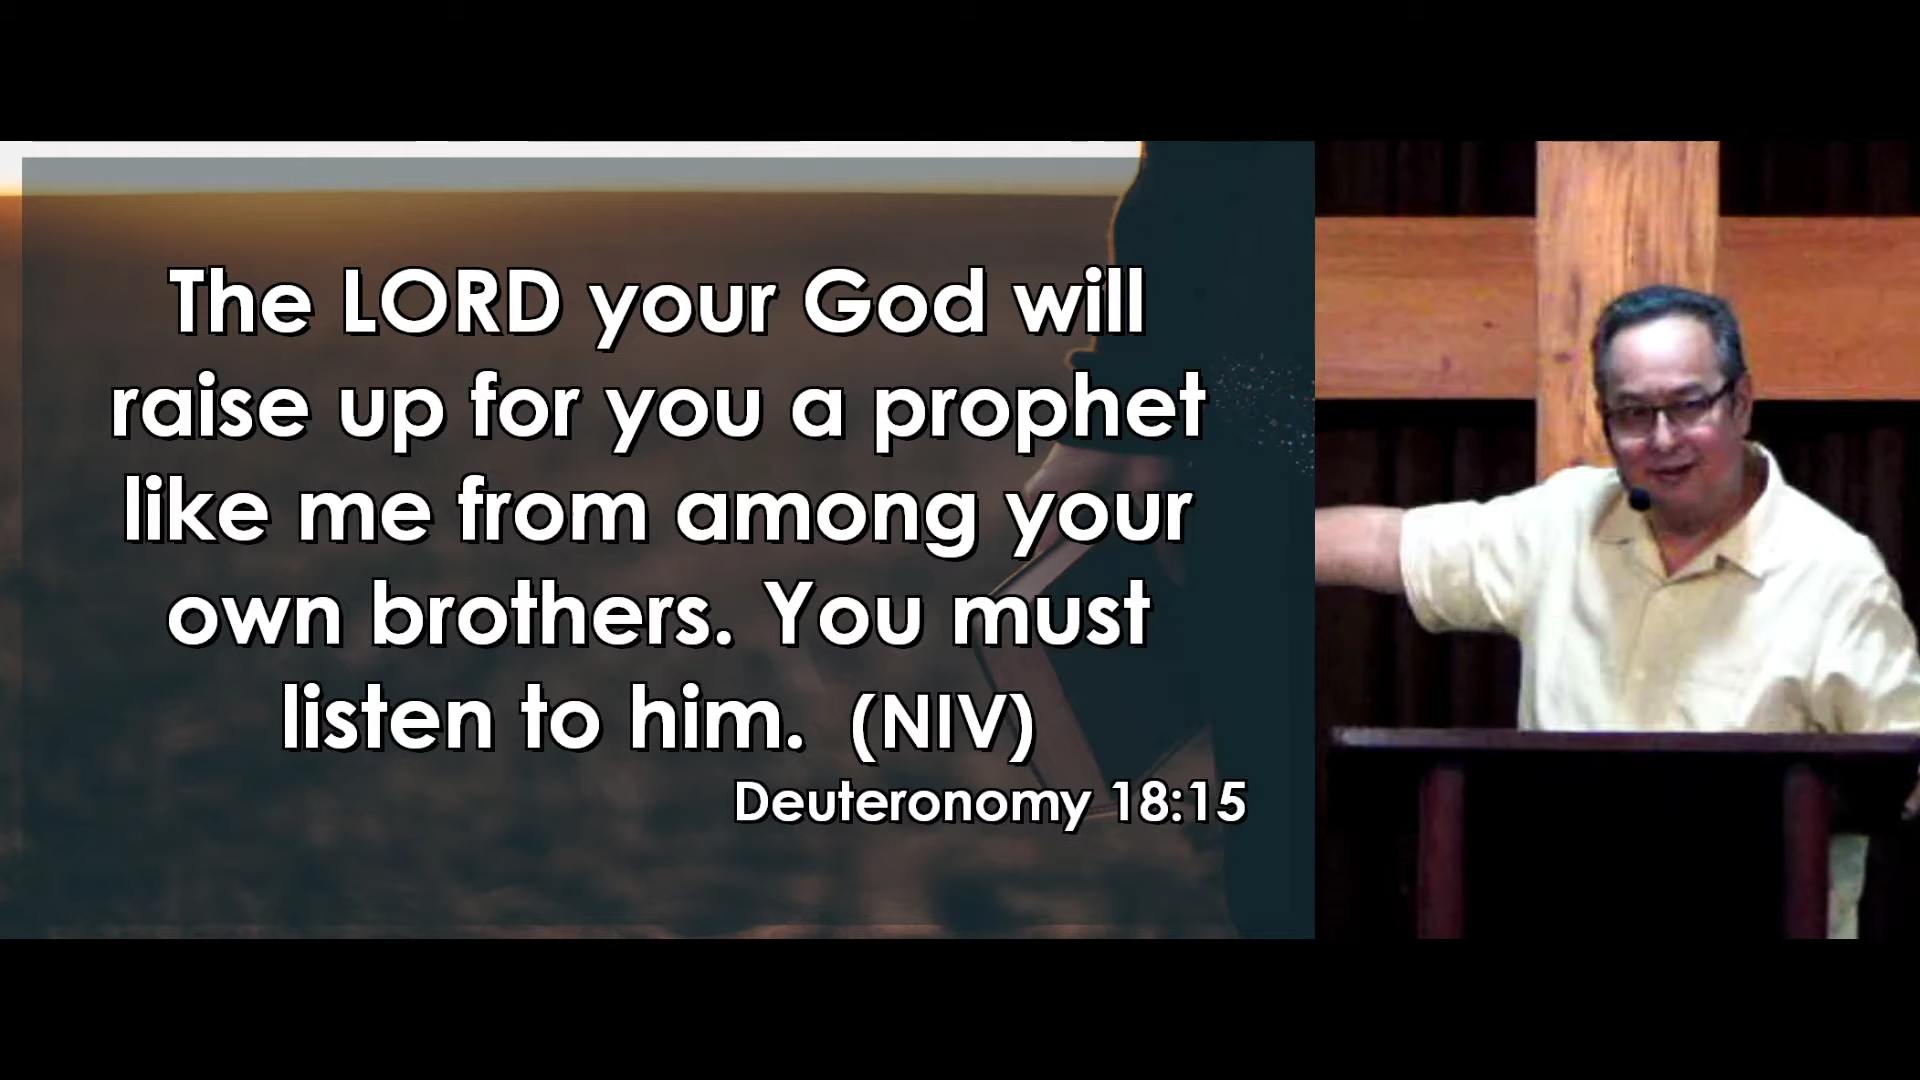 The LORD your God will
raise up for you a prophet
like me from among your
own brothers. You must
listen to him. (NIV)
Deuteronomy 18:15